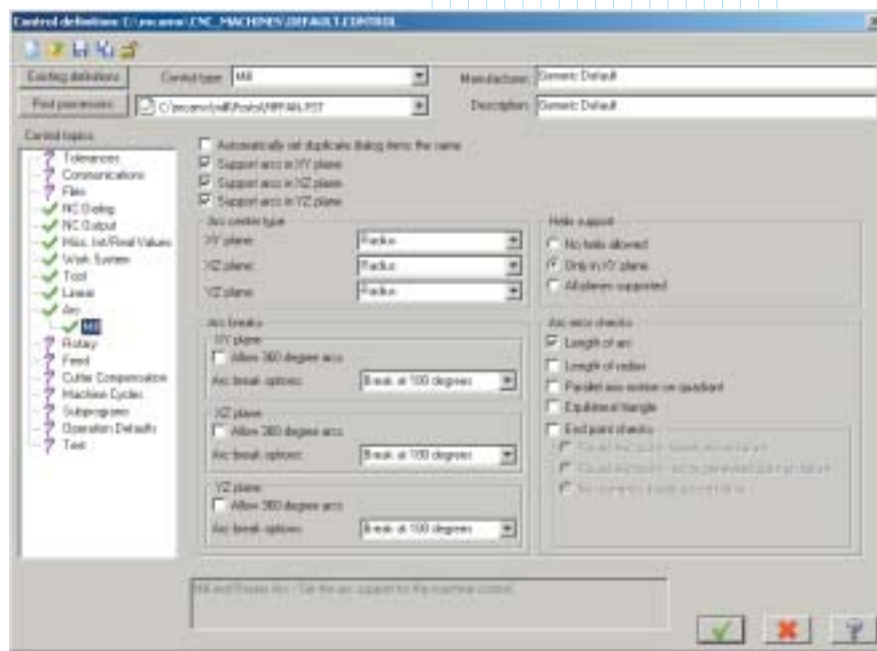 Control definition
CNC_MACHINES\DEFAULT.CONTROL
Existing definitions
Control type:
Mill
Manufacturer:
Generic Default
Post processors
Description:
Generic Default
Control topics
Tolerances
Communications
Files
NC Dialog
NC Output
Misc. Int/Real Values
Work System
Tool
Linear
Arc
Mill
Rotary
Feed
Cutter Compensation
Machine Cycles
Subprograms
Operation Defaults
Text
Automatically set duplicate dialog items the same
Support arcs in XY plane
Support arcs in XZ plane
Support arcs in YZ plane
Arc center type
XY plane:
Radius
XZ plane:
Radius
YZ plane:
Radius
Helix support
No helix allowed
Only in XY plane
All planes supported
Arc breaks
XY plane
Allow 360 degree arcs
Arc break options:
Break at 180 degrees
XZ plane
Allow 360 degree arcs
Arc break options:
Break at 180 degrees
YZ plane
Allow 360 degree arcs
Arc break options:
Break at 180 degrees
Arc error checks
Length of arc
Length of radius
Parallel axis motion on quadrant
Equilateral triangle
End point checks
Set the arc support for the machine control.